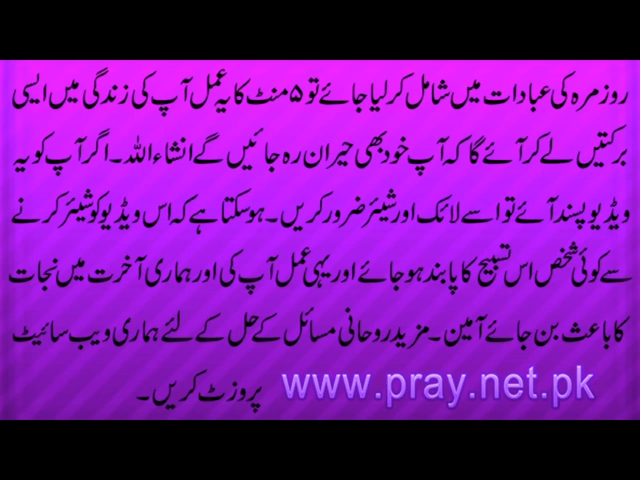 روزمرہ کی عبادات میں شامل کرلیا جائے تو ۵ منٹ کا یہ عمل آپ کی زندگی میں ایسی
برکتیں لے کر آئے گا کہ آپ خود بھی حیران رہ جائیں گے انشاء اللہ۔ اگر آپ کو یہ
ویڈیو پسند آئے تو اسے لائک اور شیئر ضرور کریں۔ ہوسکتا ہے کہ اس ویڈیو کو شیئر کرنے
سے کوئی شخص اس تسبیح کا پابند ہو جائے اور یہی عمل آپ کی اور ہماری آخرت میں نجات
کا باعث بن جائے آمین۔ مزید روحانی مسائل کے حل کے لئے ہماری ویب سائیٹ
www.pray.net.pk پر وزٹ کریں۔